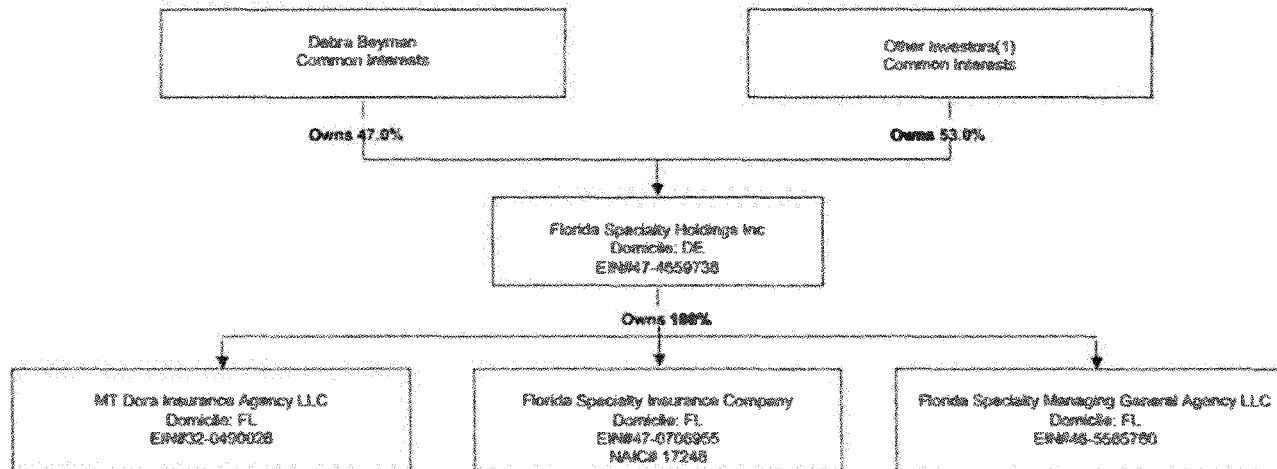 Debra Beyman
Common Interests
Other Investors(1)
Common Interests
Owns 47.0%
Owns 53.0%
Florida Specialty Holdings Inc
Domicile: DE
EIN#47-4659738
Owns 100%
MT Dora Insurance Agency LLC
Domicile: FL
EIN#32-0490028
Florida Specialty Insurance Company
Domicile: FL
EIN#47-0706955
NAIC# 17248
Florida Specialty Managing General Agency LLC
Domicile: FL
EIN#46-5565760